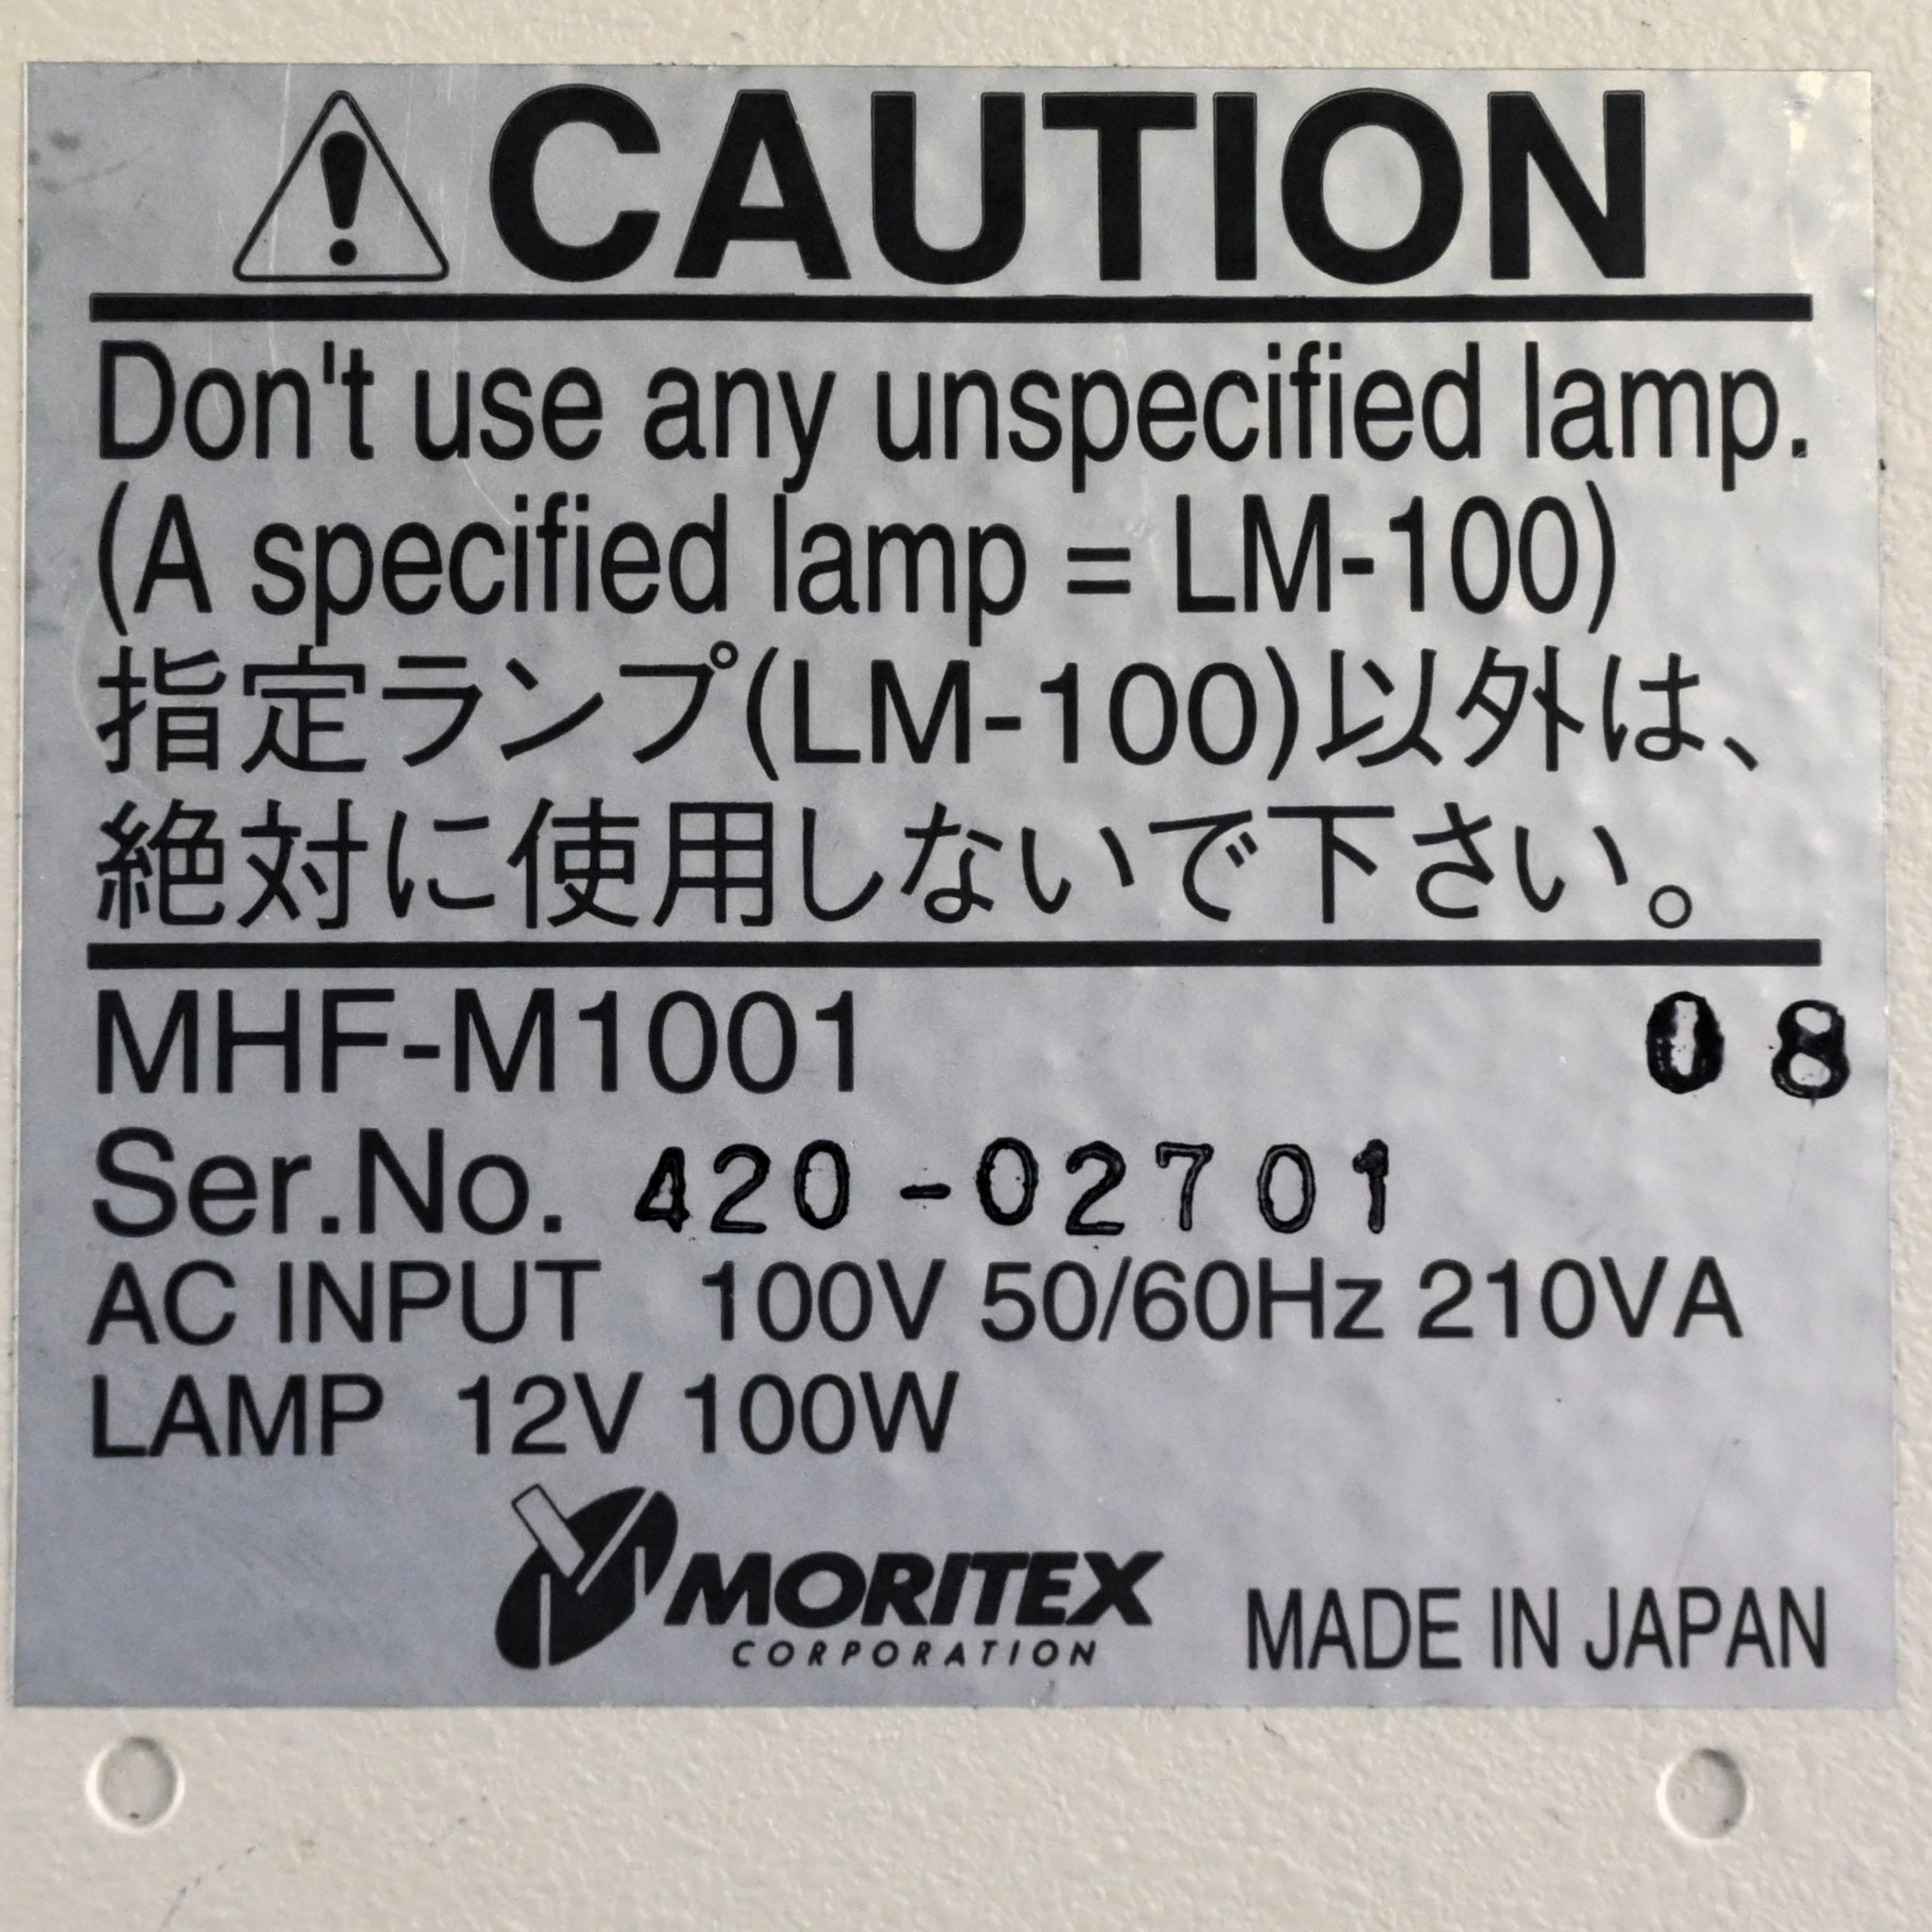 CAUTION
Don't use any unspecified lamp.
(A specified lamp = LM-100)
指定ランプ(LM-100)以外は、
絶対に使用しないで下さい。
MHF-M1001 08
Ser.No. 420-02701
AC INPUT 100V 50/60Hz 210VA
LAMP 12V 100W
MORITEX
CORPORATION
MADE IN JAPAN